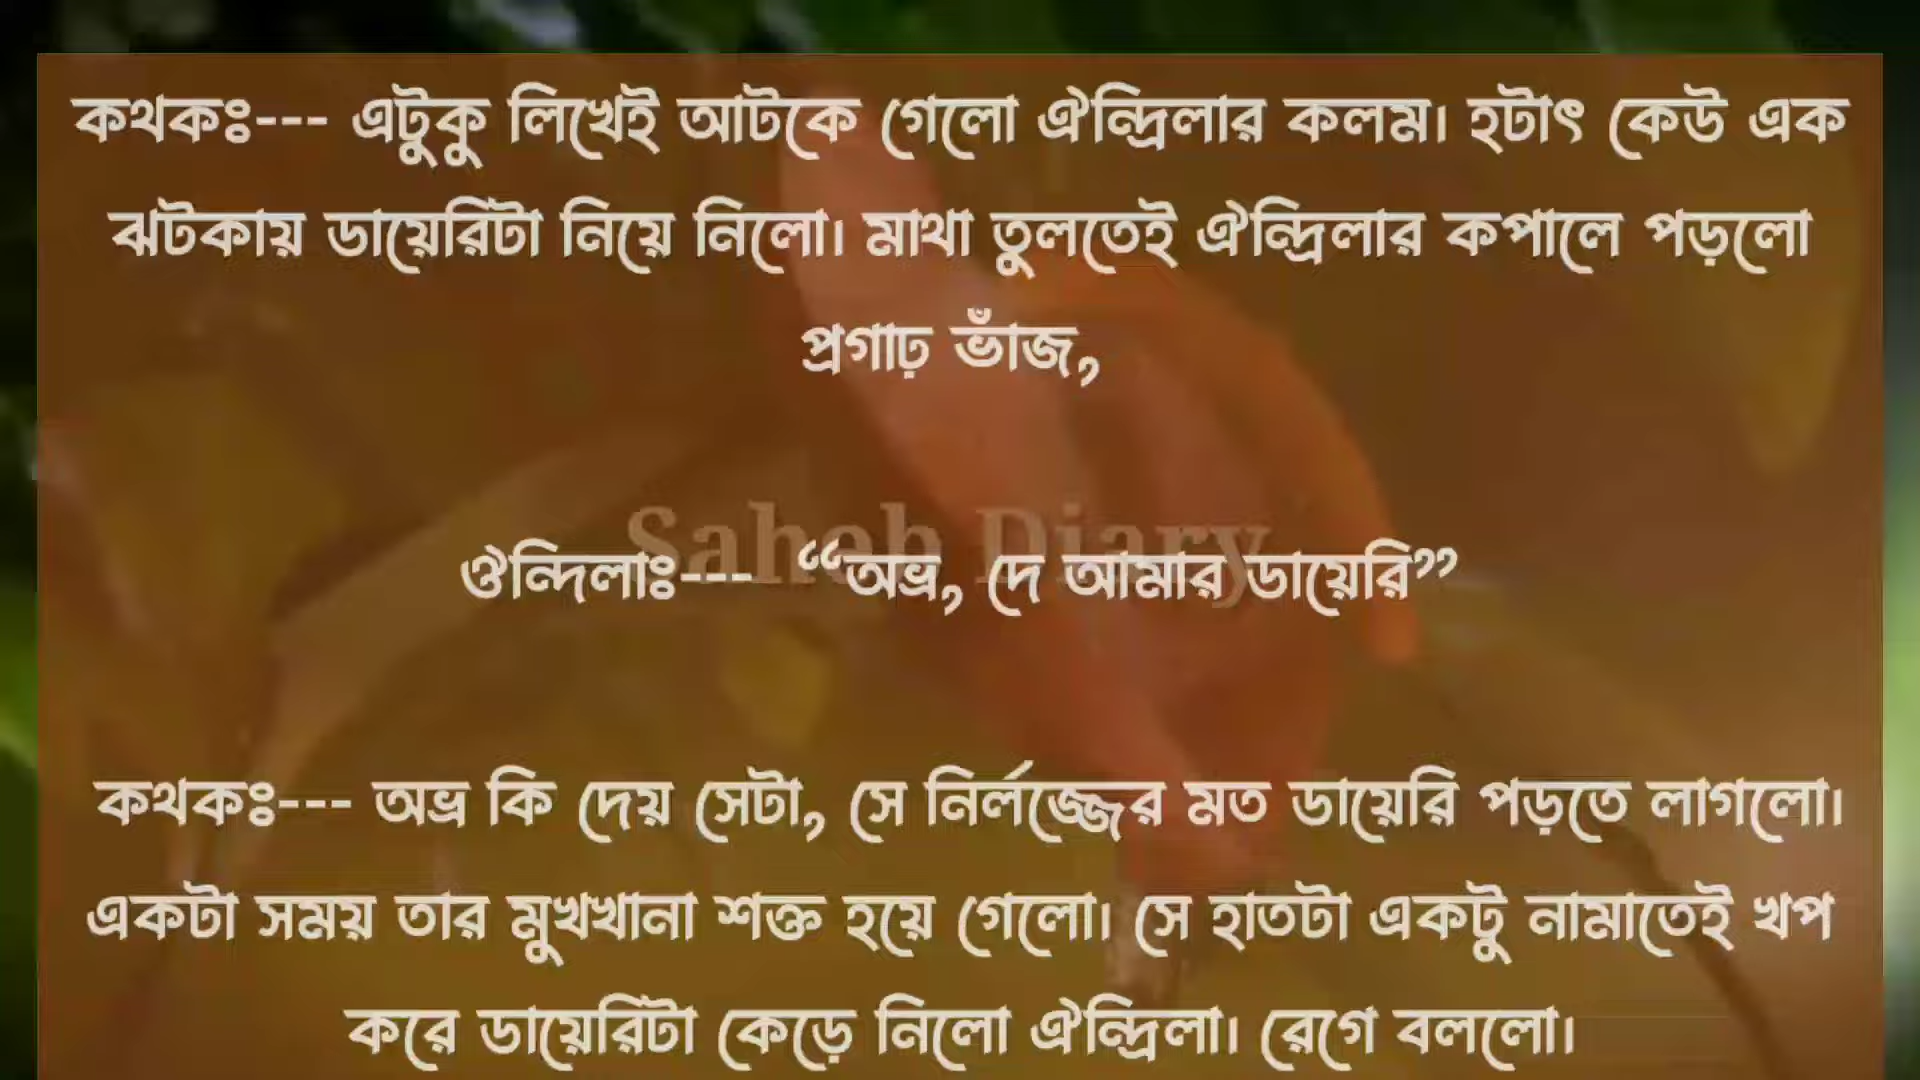 কথকঃ--- এটুকু লিখেই আটকে গেলো ঐন্দ্রিলার কলম। হটাৎ কেউ এক
ঝটকায় ডায়েরিটা নিয়ে নিলো। মাথা তুলতেই ঐন্দ্রিলার কপালে পড়লো
প্রগাঢ় ভাঁজ,
Saheb Diary
ঔন্দিলাঃ--- “অভ্র, দে আমার ডায়েরি”
কথকঃ--- অভ্র কি দেয় সেটা, সে নির্লজ্জের মত ডায়েরি পড়তে লাগলো।
একটা সময় তার মুখখানা শক্ত হয়ে গেলো। সে হাতটা একটু নামাতেই খপ
করে ডায়েরিটা কেড়ে নিলো ঐন্দ্রিলা। রেগে বললো।